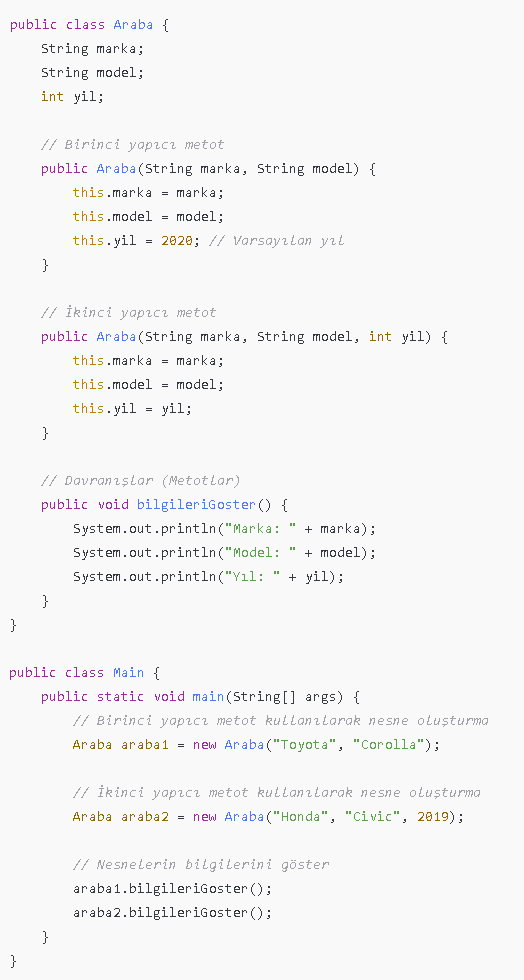 public class Araba {
    String marka;
    String model;
    int yil;

    // Birinci yapıcı metot
    public Araba(String marka, String model) {
        this.marka = marka;
        this.model = model;
        this.yil = 2020; // Varsayılan yıl
    }

    // İkinci yapıcı metot
    public Araba(String marka, String model, int yil) {
        this.marka = marka;
        this.model = model;
        this.yil = yil;
    }

    // Davranışlar (Metotlar)
    public void bilgileriGoster() {
        System.out.println("Marka: " + marka);
        System.out.println("Model: " + model);
        System.out.println("Yıl: " + yil);
    }
}

public class Main {
    public static void main(String[] args) {
        // Birinci yapıcı metot kullanılarak nesne oluşturma
        Araba araba1 = new Araba("Toyota", "Corolla");

        // İkinci yapıcı metot kullanılarak nesne oluşturma
        Araba araba2 = new Araba("Honda", "Civic", 2019);

        // Nesnelerin bilgilerini göster
        araba1.bilgileriGoster();
        araba2.bilgileriGoster();
    }
}